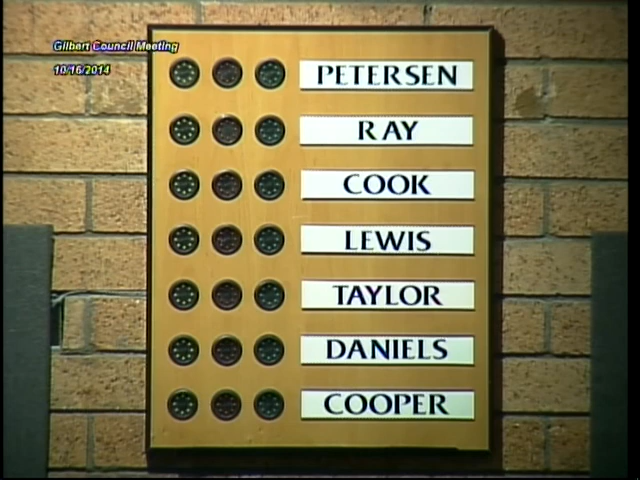 Gilbert Council Meeting
10/16/2014
PETERSEN
RAY
COOK
LEWIS
TAYLOR
DANIELS
COOPER